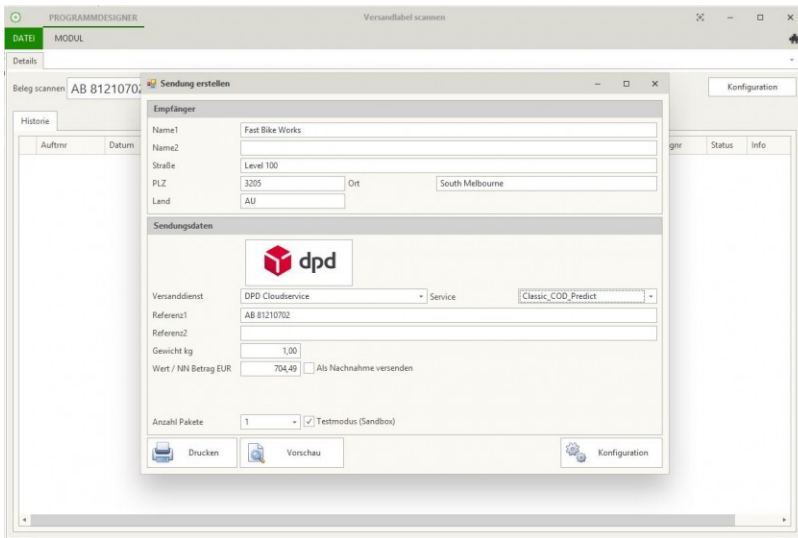 PROGRAMMDESIGNER Versandlabel scannen
DATEI MODUL
Details
Beleg scannen AB 81210702 Konfiguration
Historie
Auftrnr Datum gnr Status Info
Sendung erstellen
Empfänger
Name1 Fast Bike Works
Name2
Straße Level 100
PLZ 3205 Ort South Melbourne
Land AU
Sendungsdaten
dpd
Versanddienst DPD Cloudservice Service Classic_COD_Predict
Referenz1 AB 81210702
Referenz2
Gewicht kg 1,00
Wert / NN Betrag EUR 704,49 Als Nachnahme versenden
Anzahl Pakete 1 Testmodus (Sandbox)
Drucken Vorschau Konfiguration